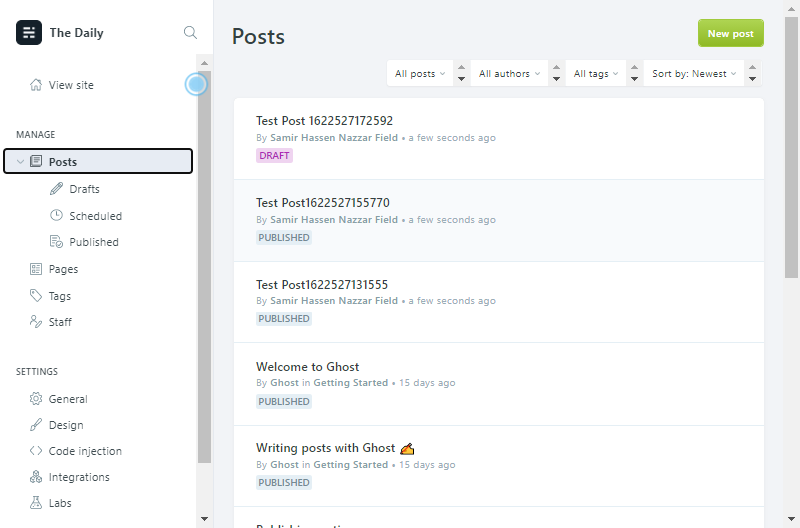 The Daily
View site
MANAGE
Posts
Drafts
Scheduled
Published
Pages
Tags
Staff
SETTINGS
General
Design
Code injection
Integrations
Labs
Posts
New post
All posts
All authors
All tags
Sort by: Newest
Test Post 1622527172592
By Samir Hassen Nazzar Field • a few seconds ago
DRAFT
Test Post1622527155770
By Samir Hassen Nazzar Field • a few seconds ago
PUBLISHED
Test Post1622527131555
By Samir Hassen Nazzar Field • a few seconds ago
PUBLISHED
Welcome to Ghost
By Ghost in Getting Started • 15 days ago
PUBLISHED
Writing posts with Ghost ✍️
By Ghost in Getting Started • 15 days ago
PUBLISHED